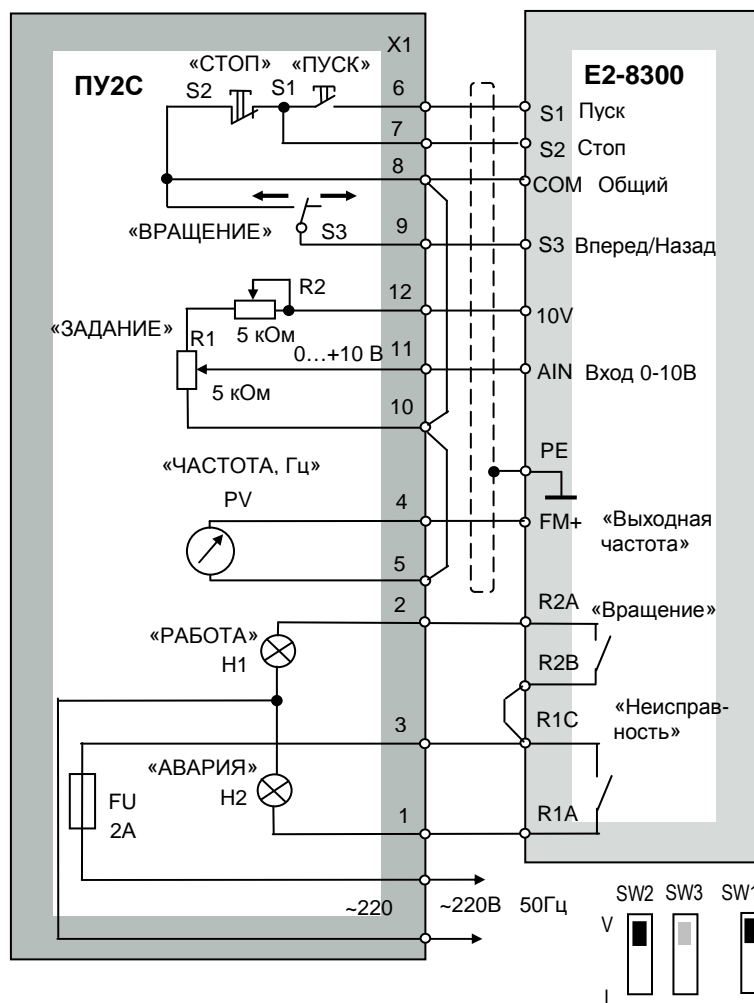 X1
ПУ2С
«СТОП» «ПУСК»
S2 S1
6
7
8
«ВРАЩЕНИЕ» S3
9
12
R2
5 кОм
«ЗАДАНИЕ»
R1
0...+10 В
11
5 кОм
10
«ЧАСТОТА, Гц»
PV
4
5
2
«РАБОТА»
H1
3
«АВАРИЯ»
H2
FU
2А
1
~220
~220В 50Гц
Е2-8300
S1 Пуск
S2 Стоп
COM Общий
S3 Вперед/Назад
10V
AIN Вход 0-10В
PE
FM+ «Выходная
частота»
R2A «Вращение»
R2B
R1C «Неисправ-
ность»
R1A
SW2 SW3 SW1
V
I